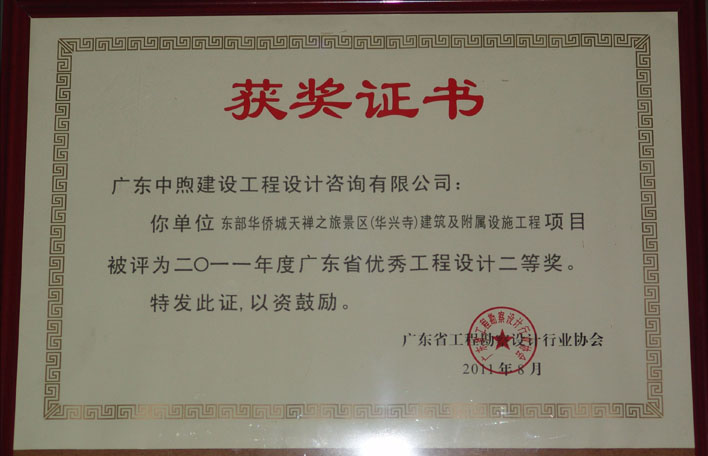 获奖证书
广东中煦建设工程设计咨询有限公司：
你单位 东部华侨城天禅之旅景区(华兴寺)建筑及附属设施工程 项目
被评为二〇一一年度广东省优秀工程设计二等奖。
特发此证,以资鼓励。
广东省工程勘察设计行业协会
2011年8月